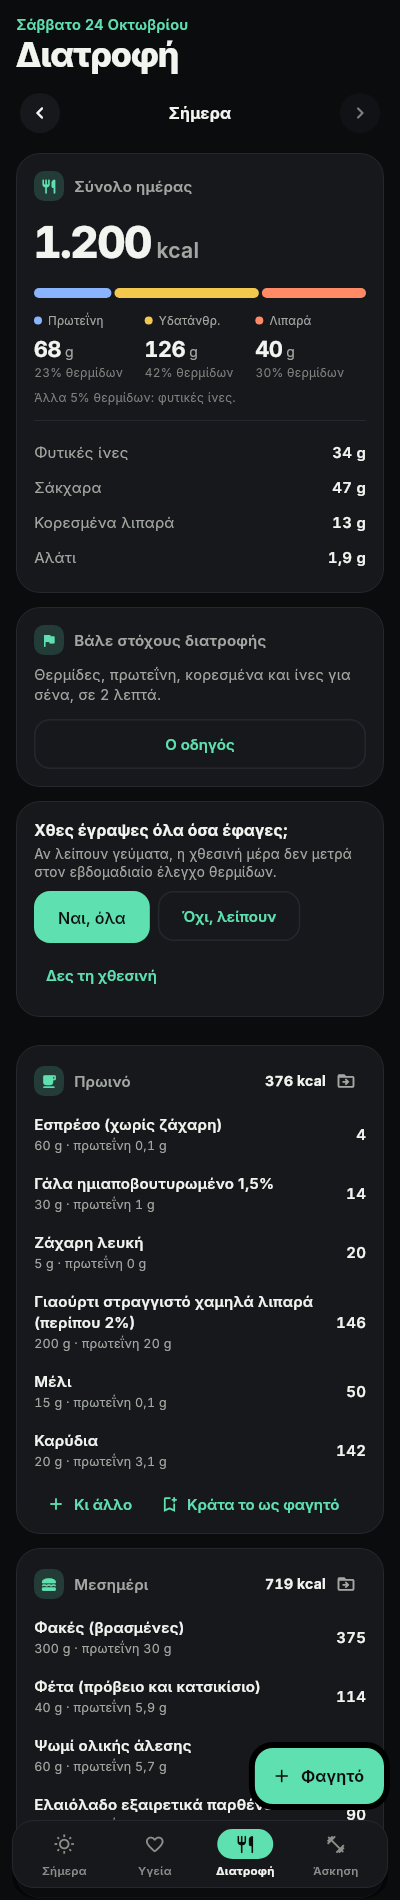 Σάββατο 24 Οκτωβρίου
Διατροφή
Σήμερα
Σύνολο ημέρας
1.200 kcal
Πρωτεΐνη Υδατάνθρ. Λιπαρά
68 g 126 g 40 g
23% θερμίδων 42% θερμίδων 30% θερμίδων
Άλλα 5% θερμίδων: φυτικές ίνες.
Φυτικές ίνες 34 g
Σάκχαρα 47 g
Κορεσμένα λιπαρά 13 g
Αλάτι 1,9 g
Βάλε στόχους διατροφής
Θερμίδες, πρωτεΐνη, κορεσμένα και ίνες για
σένα, σε 2 λεπτά.
Ο οδηγός
Χθες έγραψες όλα όσα έφαγες;
Αν λείπουν γεύματα, η χθεσινή μέρα δεν μετρά
στον εβδομαδιαίο έλεγχο θερμίδων.
Ναι, όλα Όχι, λείπουν
Δες τη χθεσινή
Πρωινό 376 kcal
Εσπρέσο (χωρίς ζάχαρη) 4
60 g · πρωτεΐνη 0,1 g
Γάλα ημιαποβουτυρωμένο 1,5% 14
30 g · πρωτεΐνη 1 g
Ζάχαρη λευκή 20
5 g · πρωτεΐνη 0 g
Γιαούρτι στραγγιστό χαμηλά λιπαρά
(περίπου 2%) 146
200 g · πρωτεΐνη 20 g
Μέλι 50
15 g · πρωτεΐνη 0,1 g
Καρύδια 142
20 g · πρωτεΐνη 3,1 g
Κι άλλο Κράτα το ως φαγητό
Μεσημέρι 719 kcal
Φακές (βρασμένες) 375
300 g · πρωτεΐνη 30 g
Φέτα (πρόβειο και κατσικίσιο) 114
40 g · πρωτεΐνη 5,9 g
Ψωμί ολικής άλεσης
60 g · πρωτεΐνη 5,7 g
Φαγητό
Ελαιόλαδο εξαιρετικά 90
Σήμερα Υγεία Διατροφή Άσκηση